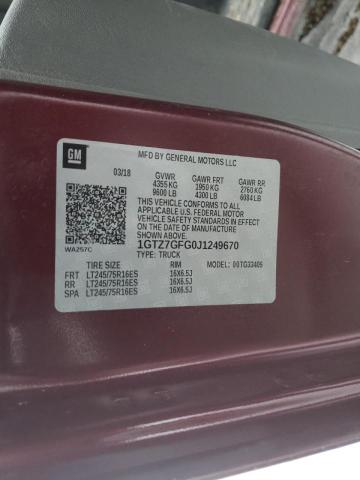 GM
MFD BY GENERAL MOTORS LLC
03/18 GVWR GAWR FRT GAWR RR
4355 KG 1950 KG 2760 KG
9600 LB 4300 LB 6084 LB
THIS VEHICLE CONFORMS TO ALL
APPLICABLE U.S. FEDERAL MOTOR
VEHICLE SAFETY STANDARDS IN EFFECT
ON THE DATE OF MANUFACTURE
SHOWN ABOVE.
1GTZ7GFG0J1249670
WA257C TYPE: TRUCK
TIRE SIZE RIM MODEL: 00TG33405
FRT LT245/75R16ES 16X6.5J
RR LT245/75R16ES 16X6.5J
SPA LT245/75R16ES 16X6.5J